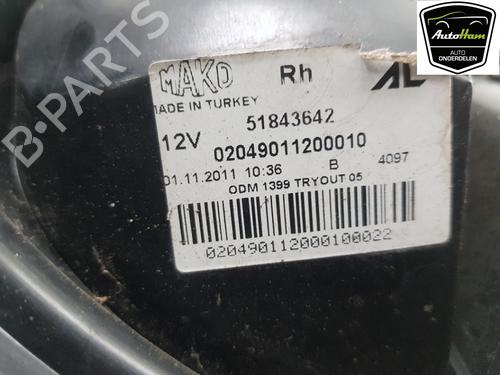 MAKO Rh AL
MADE IN TURKEY
12V 51843642
02049011200010
01.11.2011 10:36 B 4097
ODM 1399 TRYOUT 05
020490112000100022
AutoHam
AUTO
ONDERDELEN
B-PARTS